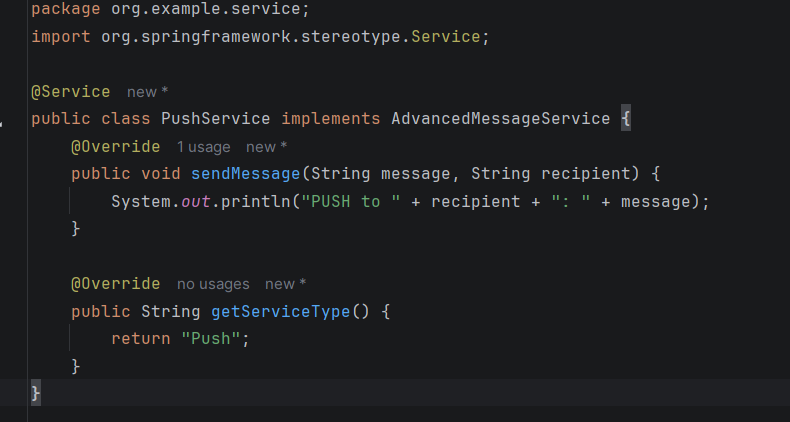 package org.example.service;
import org.springframework.stereotype.Service;
@Service new *
public class PushService implements AdvancedMessageService {
@Override 1 usage new *
public void sendMessage(String message, String recipient) {
System.out.println("PUSH to " + recipient + ": " + message);
}
@Override no usages new *
public String getServiceType() {
return "Push";
}
}